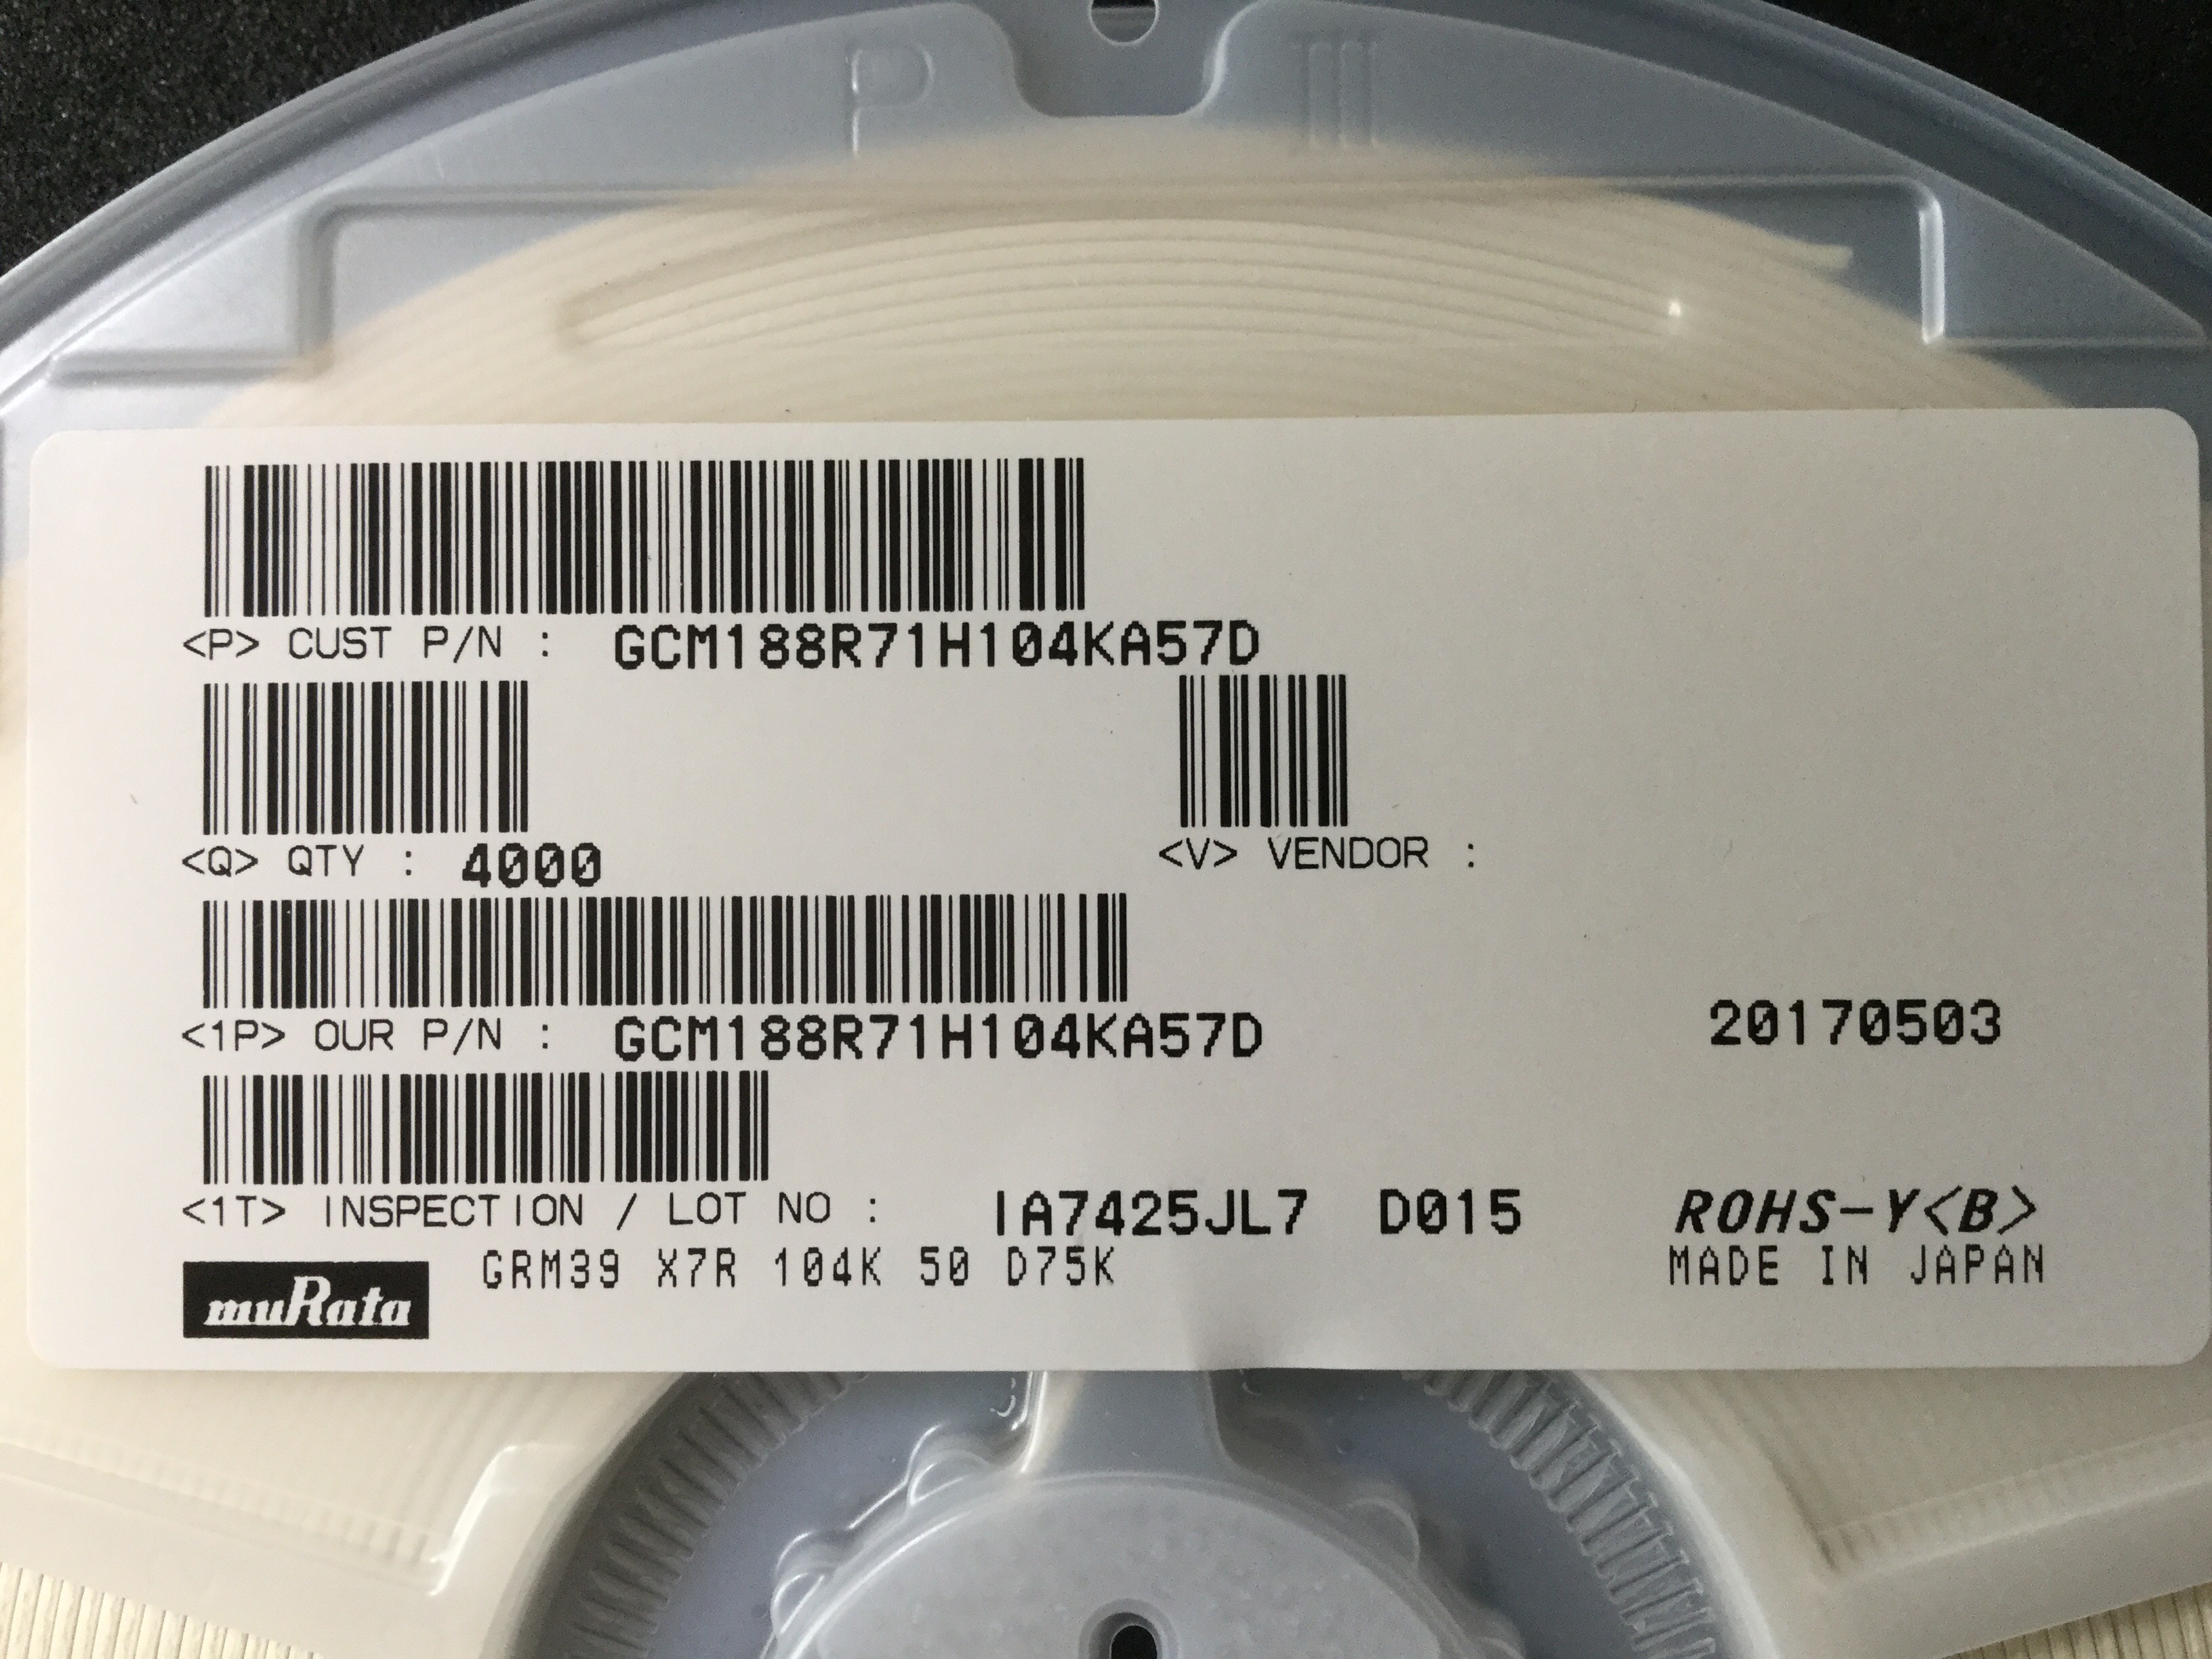 P
<P> CUST P/N : GCM188R71H104KA57D
<Q> QTY : 4000
<V> VENDOR :
<1P> OUR P/N : GCM188R71H104KA57D
20170503
<1T> INSPECTION / LOT NO : IA7425JL7 D015
ROHS-Y<B>
muRata
GRM39 X7R 104K 50 D75K
MADE IN JAPAN